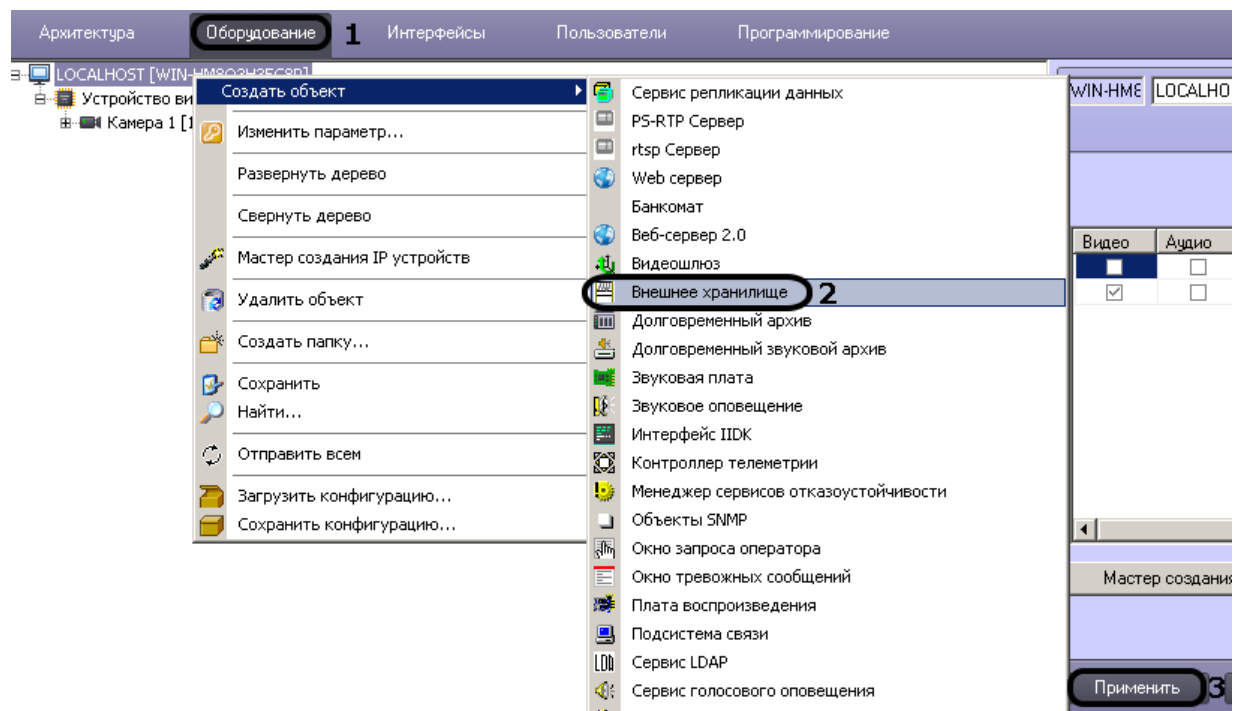 Архитектура Оборудование 1 Интерфейсы Пользователи Программирование
LOCALHOST
Устройство
Камера 1
Создать объект
Изменить параметр...
Развернуть дерево
Свернуть дерево
Мастер создания IP устройств
Удалить объект
Создать папку...
Сохранить
Найти...
Отправить всем
Загрузить конфигурацию...
Сохранить конфигурацию...
Сервис репликации данных
PS-RTP Сервер
rtsp Сервер
Web сервер
Банкомат
Веб-сервер 2.0
Видеошлюз
Внешнее хранилище 2
Долговременный архив
Долговременный звуковой архив
Звуковая плата
Звуковое оповещение
Интерфейс IIDK
Контроллер телеметрии
Менеджер сервисов отказоустойчивости
Объекты SNMP
Окно запроса оператора
Окно тревожных сообщений
Плата воспроизведения
Подсистема связи
LDA Сервис LDAP
Сервис голосового оповещения
WIN-HM8 LOCALHO
Видео Аудио
Мастер создания
Применить 3